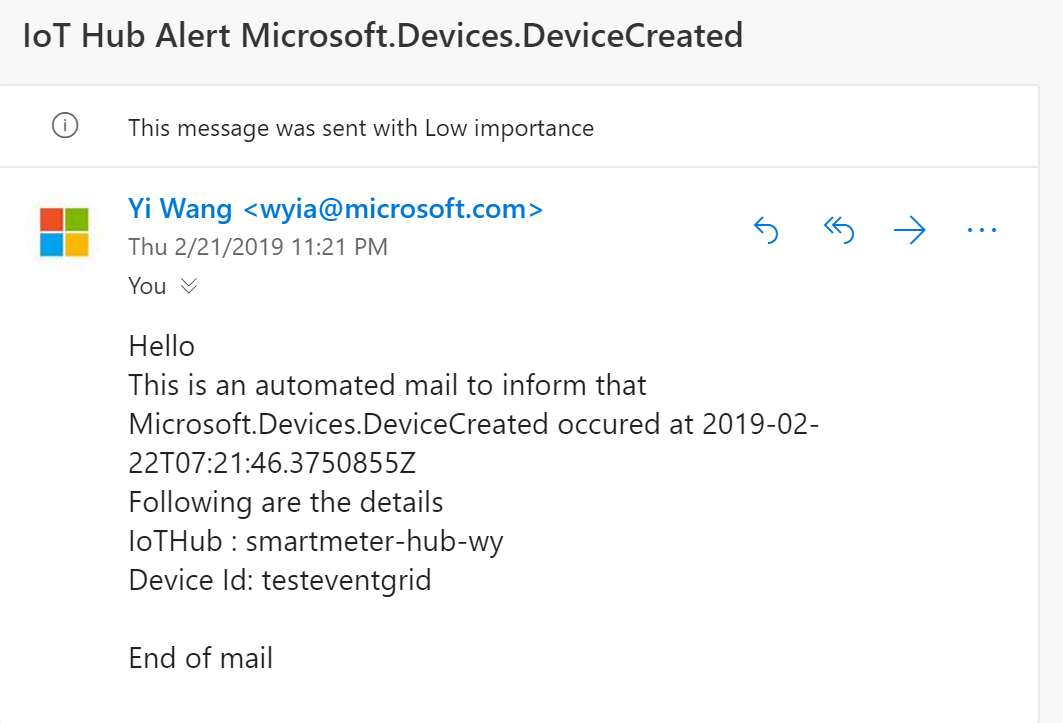 IoT Hub Alert Microsoft.Devices.DeviceCreated
This message was sent with Low importance
Yi Wang <wyia@microsoft.com>
Thu 2/21/2019 11:21 PM
You
Hello
This is an automated mail to inform that
Microsoft.Devices.DeviceCreated occured at 2019-02-
22T07:21:46.3750855Z
Following are the details
IoTHub : smartmeter-hub-wy
Device Id: testeventgrid
End of mail